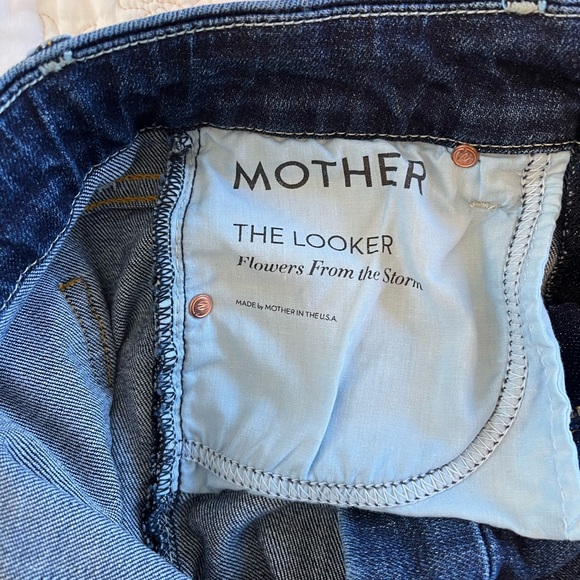 MOTHER
THE LOOKER
Flowers From the Storm
MADE by MOTHER IN THE U.S.A.